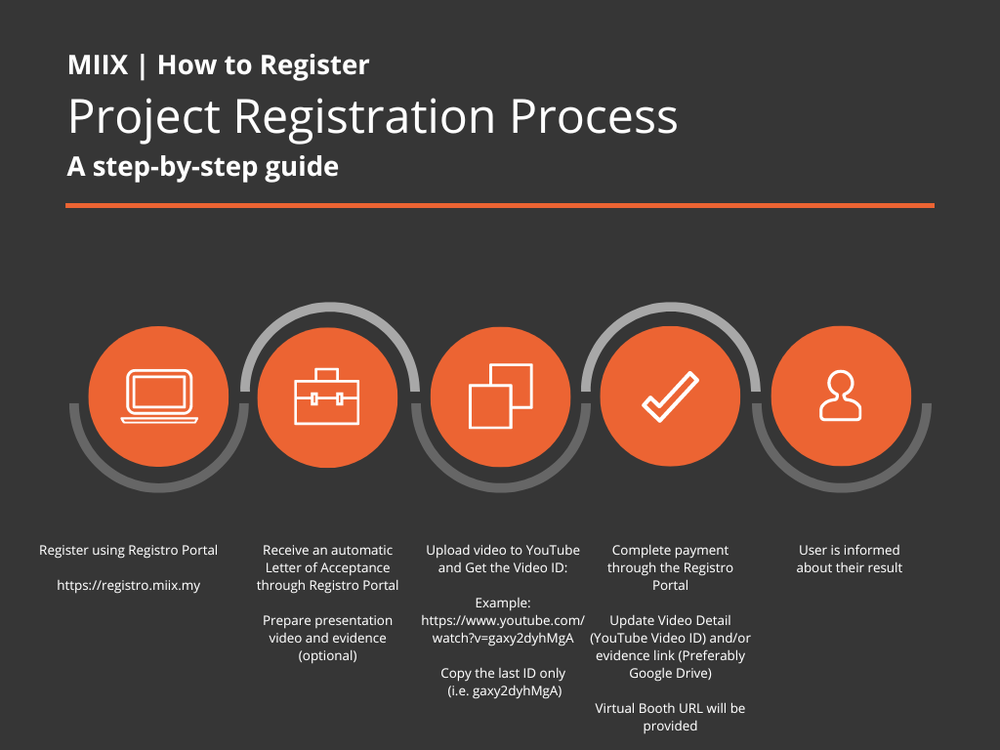 MIIX | How to Register
Project Registration Process
A step-by-step guide
Register using Registro Portal
https://registro.miix.my
Receive an automatic
Letter of Acceptance
through Registro Portal
Prepare presentation
video and evidence
(optional)
Upload video to YouTube
and Get the Video ID:
Example:
https://www.youtube.com/
watch?v=gaxy2dyhMgA
Copy the last ID only
(i.e. gaxy2dyhMgA)
Complete payment
through the Registro
Portal
Update Video Detail
(YouTube Video ID) and/or
evidence link (Preferably
Google Drive)
Virtual Booth URL will be
provided
User is informed
about their result